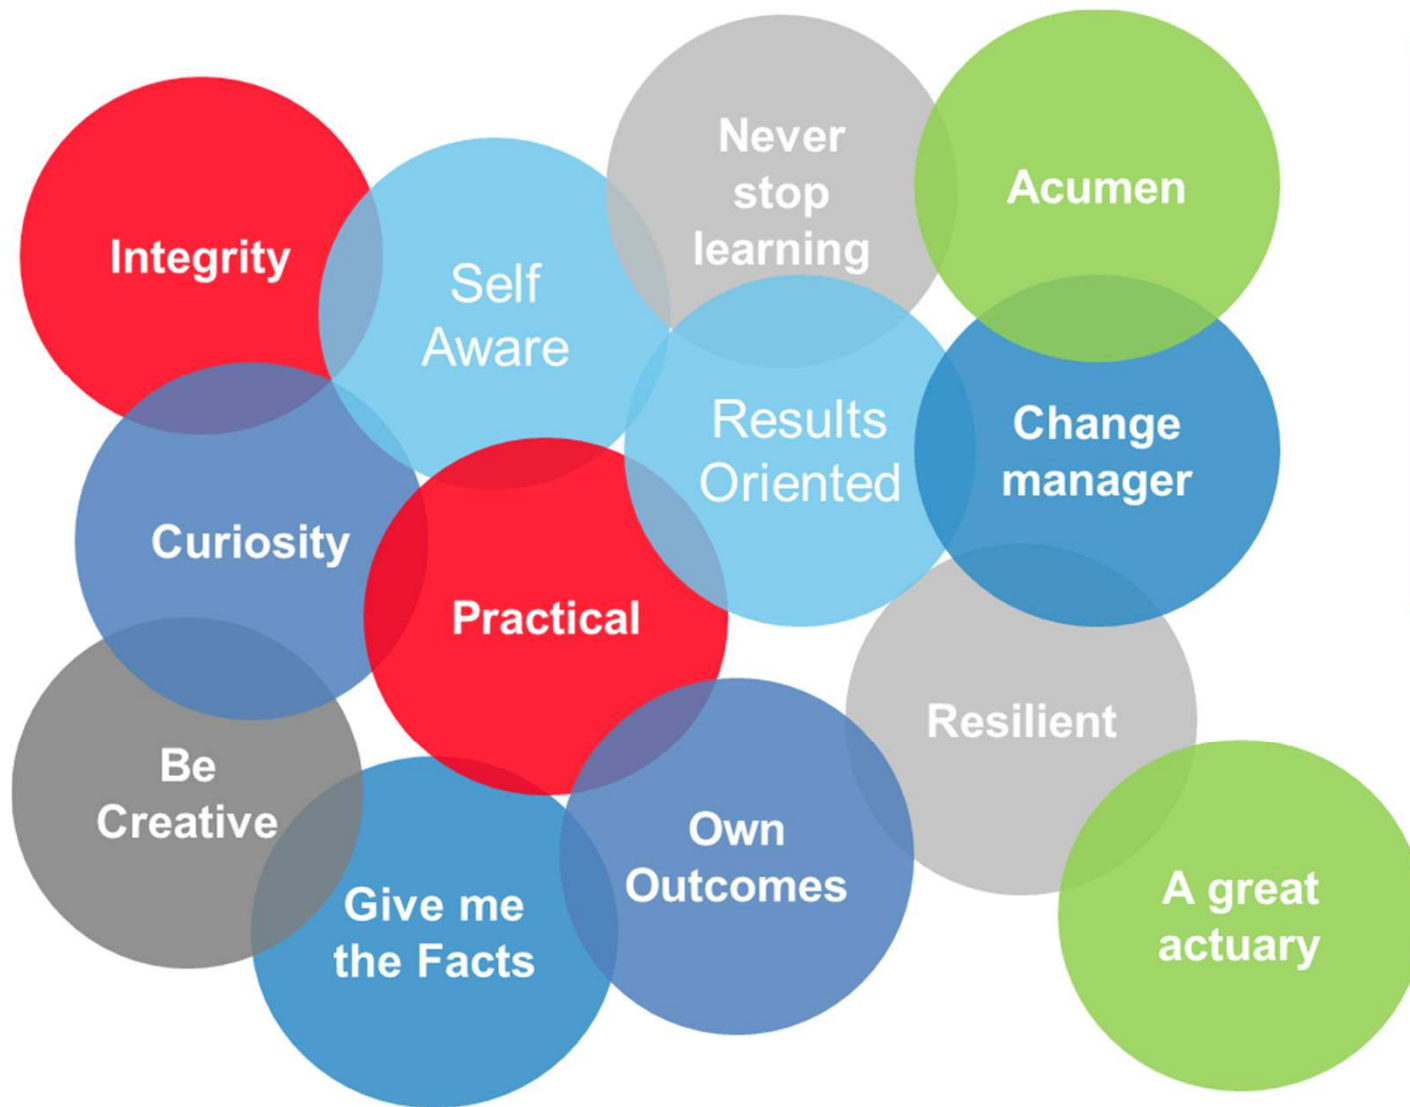 Never
stop
learning
Acumen
Integrity
Self
Aware
Results
Oriented
Change
manager
Curiosity
Practical
Resilient
Be
Creative
Own
Outcomes
Give me
the Facts
A great
actuary